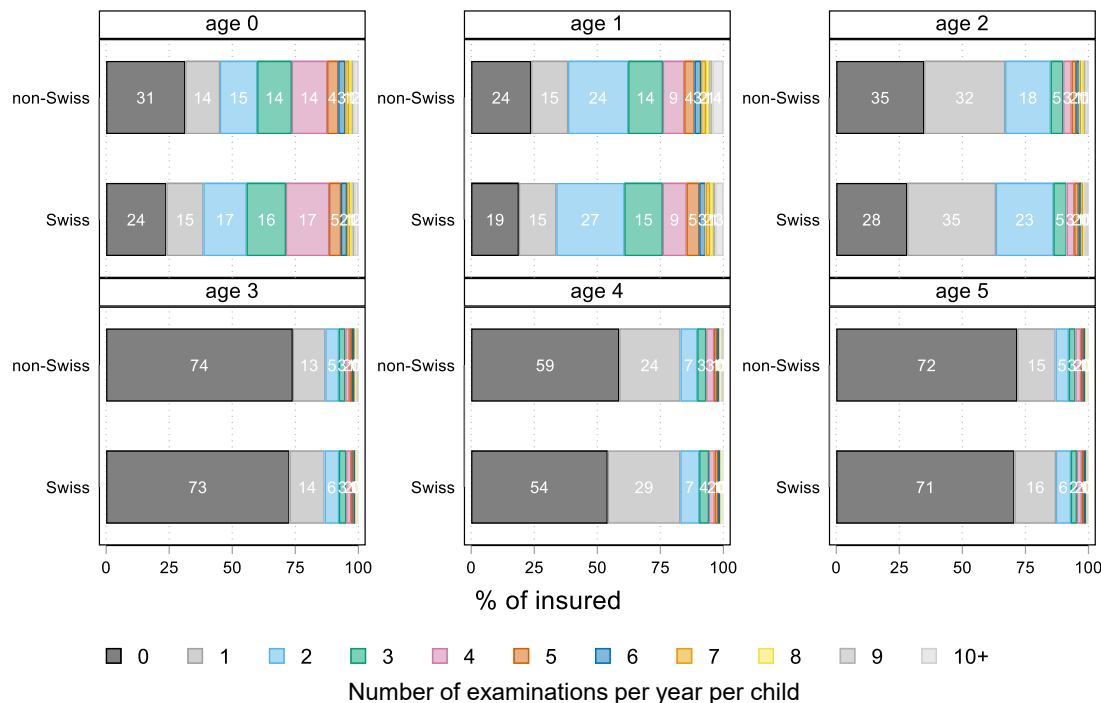 age 0 age 1 age 2
non-Swiss 31 14 15 14 14 4 non-Swiss 24 15 24 14 9 4 non-Swiss 35 32 18 5
Swiss 24 15 17 16 17 5 Swiss 19 15 27 15 9 5 Swiss 28 35 23 5
age 3 age 4 age 5
non-Swiss 74 13 5 non-Swiss 59 24 7 non-Swiss 72 15 5
Swiss 73 14 6 Swiss 54 29 7 4 Swiss 71 16 6
0 25 50 75 100 0 25 50 75 100 0 25 50 75 100
% of insured
0 1 2 3 4 5 6 7 8 9 10+
Number of examinations per year per child